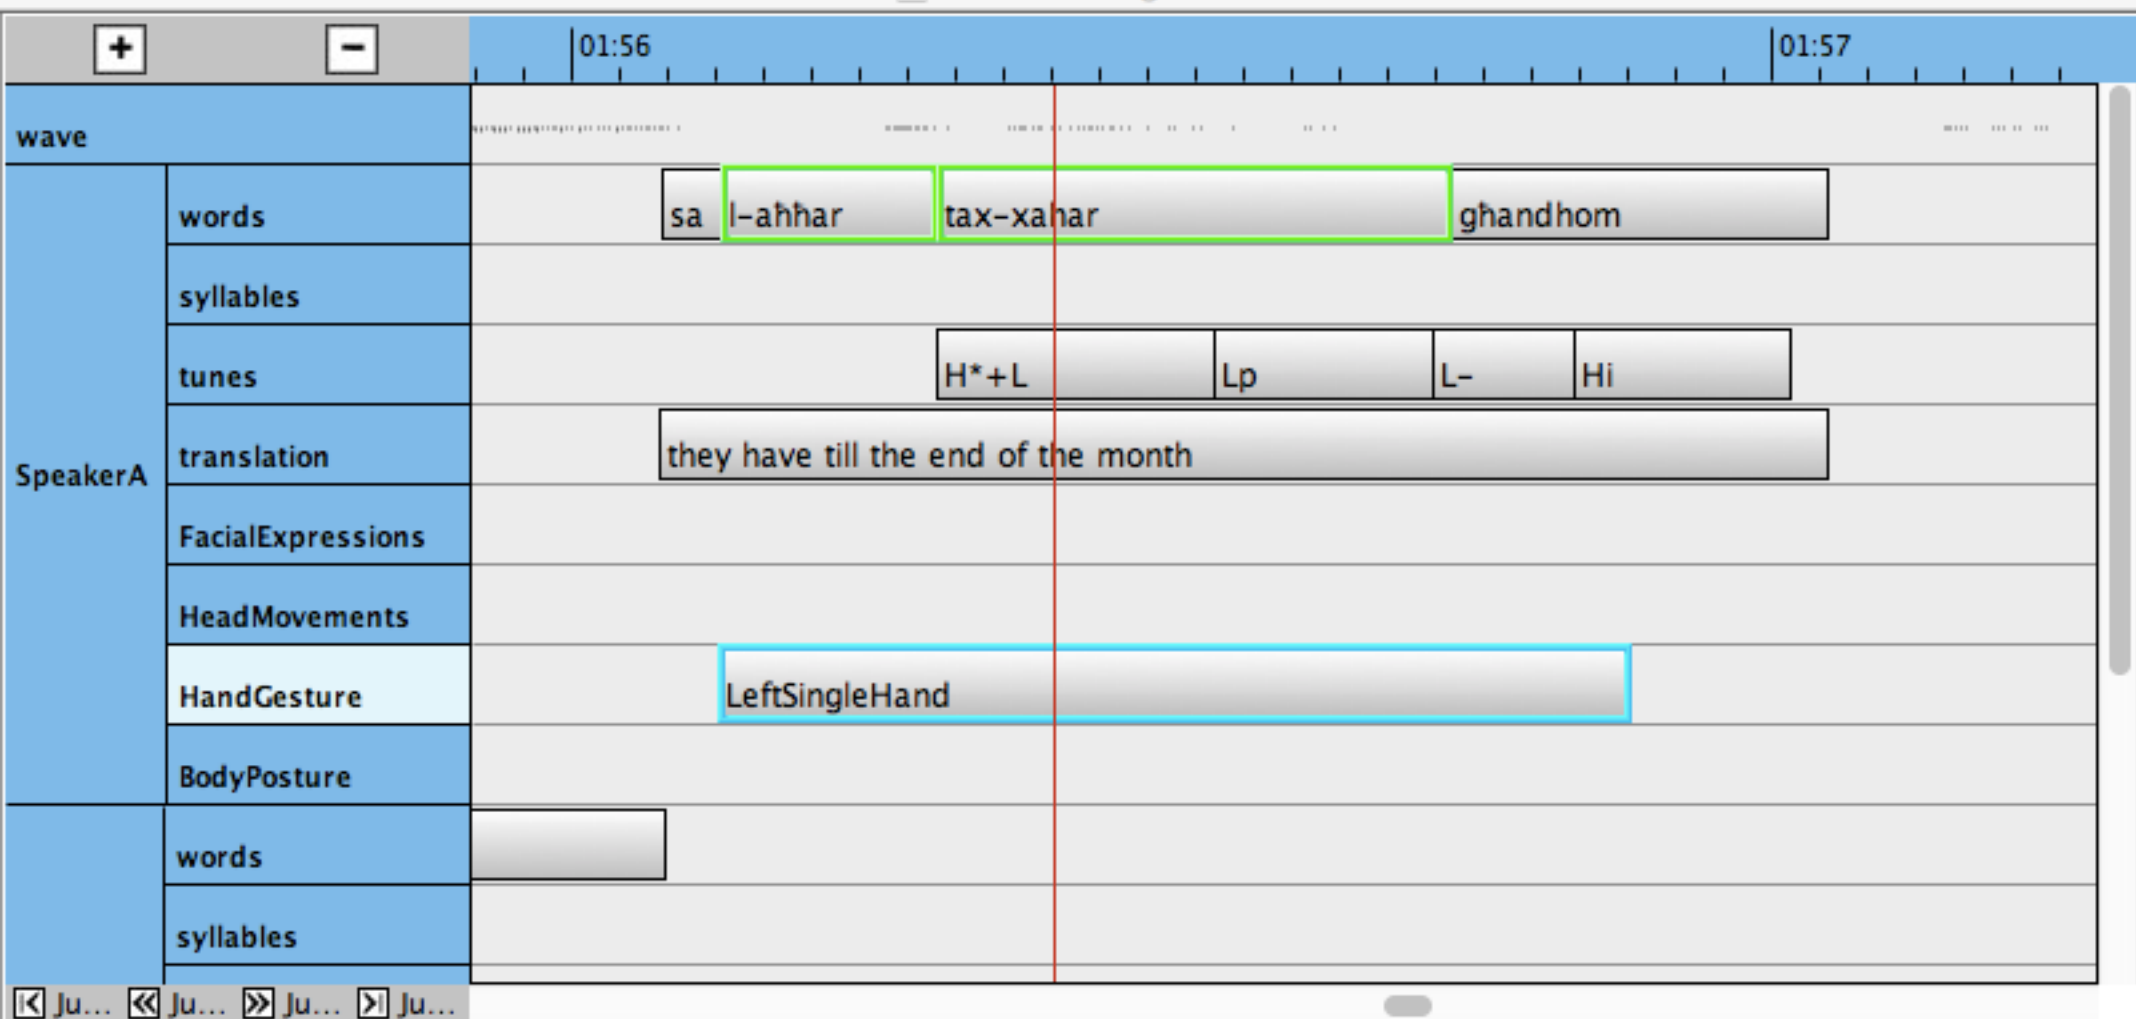 + − 01:56 01:57
wave
sa l-aħħar tax-xahar għandhom
words
syllables
H*+L Lp L- Hi
tunes
they have till the end of the month
translation
SpeakerA
FacialExpressions
HeadMovements
LeftSingleHand
HandGesture
BodyPosture
words
syllables
Ju... Ju... Ju... Ju...